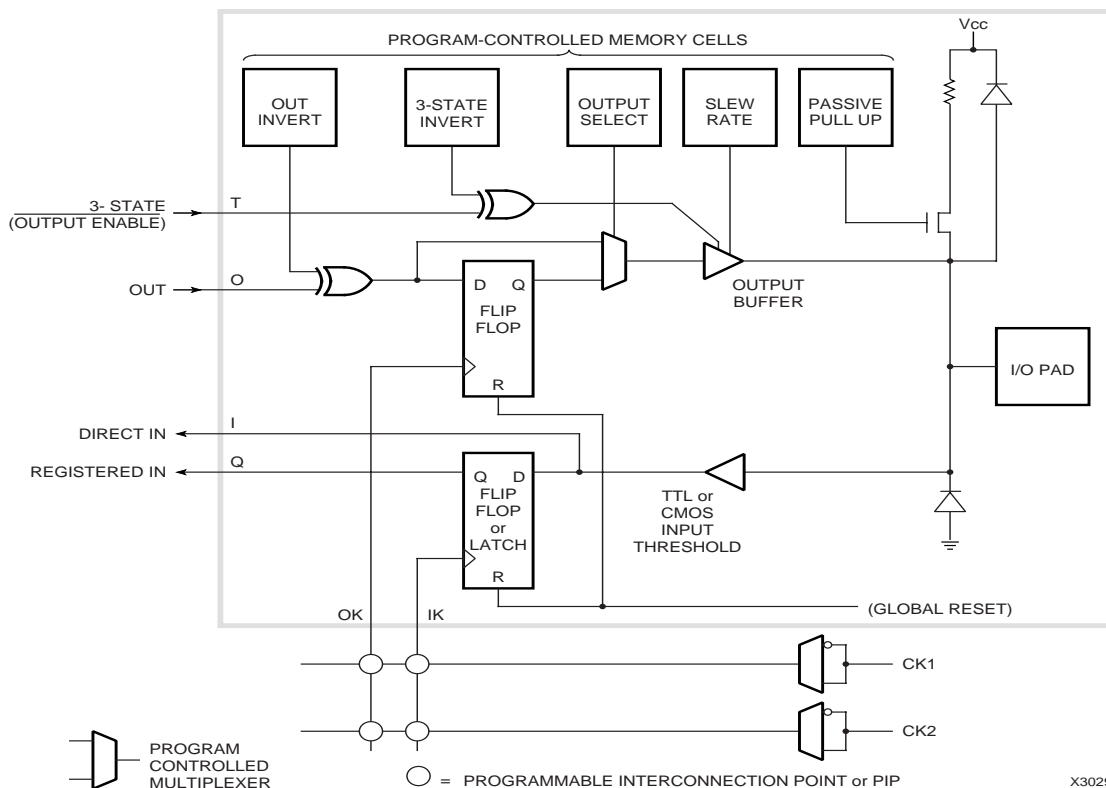 Vcc
PROGRAM-CONTROLLED MEMORY CELLS
OUT
INVERT
3-STATE
INVERT
OUTPUT
SELECT
SLEW
RATE
PASSIVE
PULL UP
3- STATE
(OUTPUT ENABLE)
T
OUT
O
D Q
FLIP
FLOP
R
OUTPUT
BUFFER
I/O PAD
DIRECT IN
I
REGISTERED IN
Q
Q D
FLIP
FLOP
or
LATCH
R
TTL or
CMOS
INPUT
THRESHOLD
OK
IK
(GLOBAL RESET)
CK1
CK2
PROGRAM
CONTROLLED
MULTIPLEXER
= PROGRAMMABLE INTERCONNECTION POINT or PIP